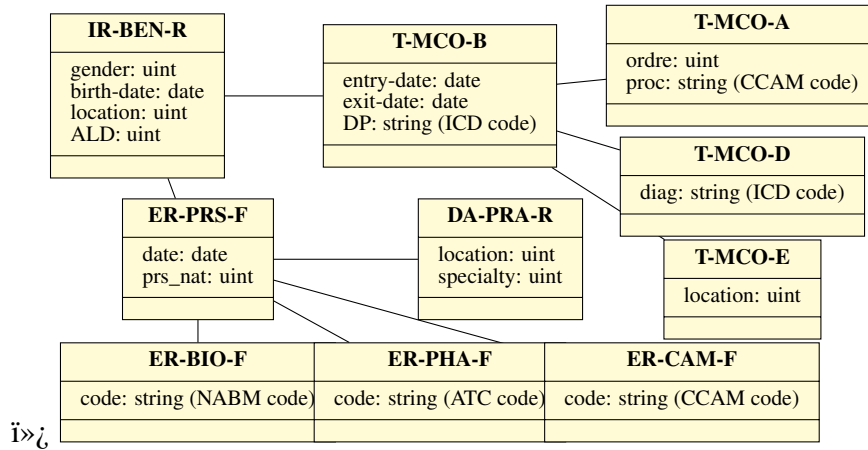 IR-BEN-R
gender: uint
birth-date: date
location: uint
ALD: uint
T-MCO-B
entry-date: date
exit-date: date
DP: string (ICD code)
T-MCO-A
ordre: uint
proc: string (CCAM code)
T-MCO-D
diag: string (ICD code)
T-MCO-E
location: uint
ER-PRS-F
date: date
prs_nat: uint
DA-PRA-R
location: uint
specialty: uint
ER-BIO-F
code: string (NABM code)
ER-PHA-F
code: string (ATC code)
ER-CAM-F
code: string (CCAM code)
ï»¿